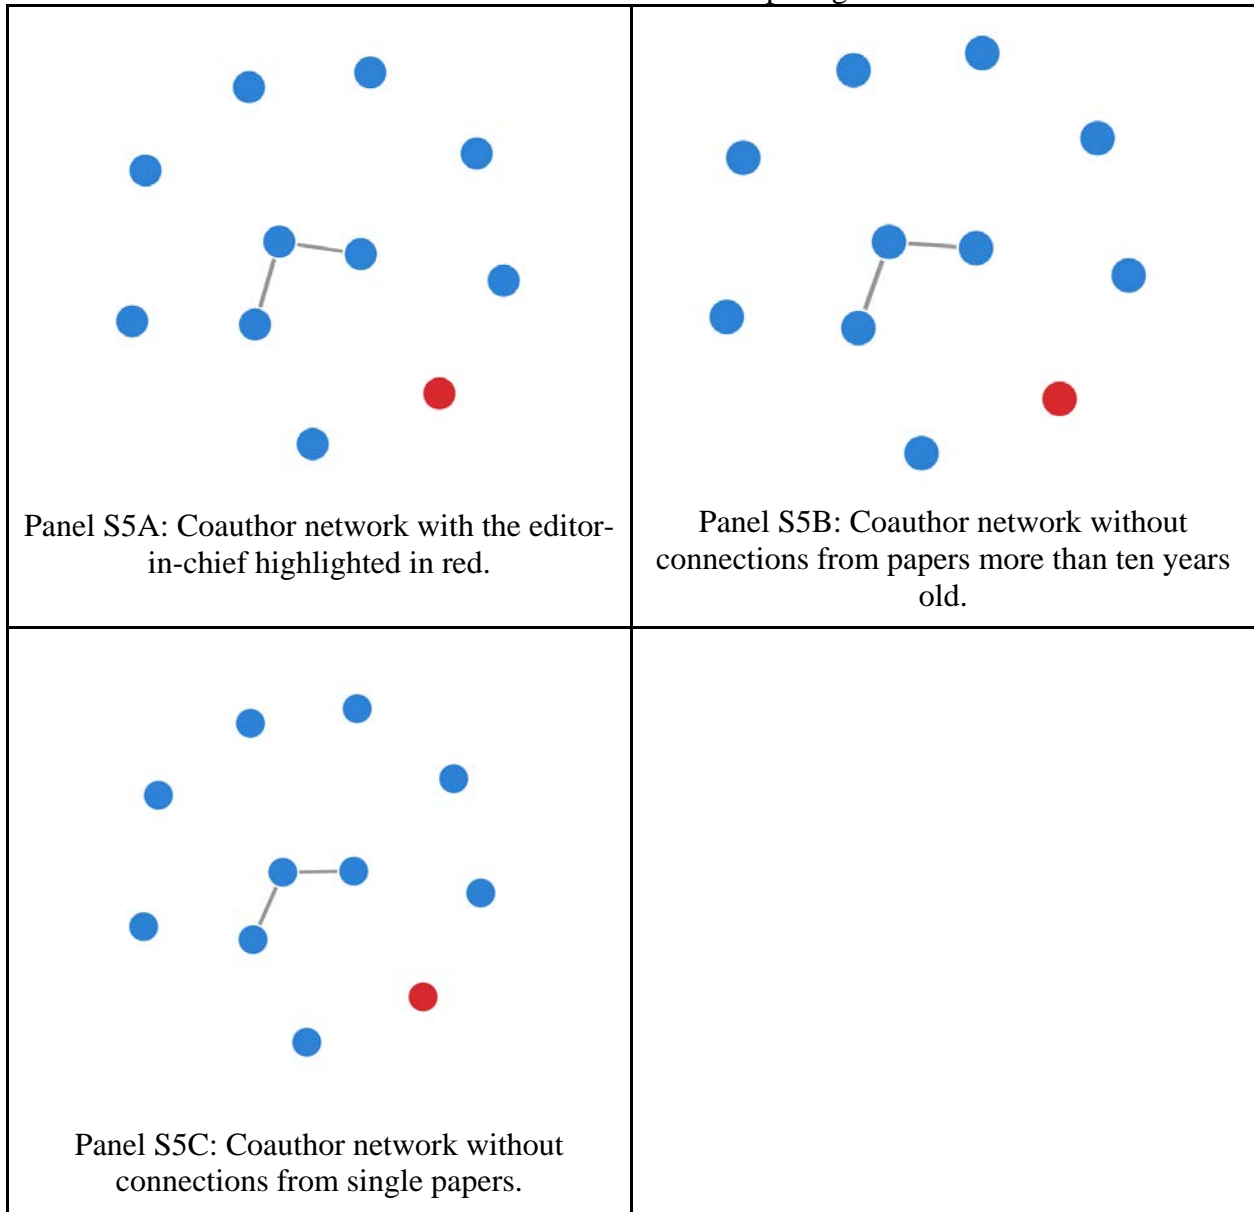 Panel S5A: Coauthor network with the editor-
in-chief highlighted in red.
Panel S5B: Coauthor network without
connections from papers more than ten years
old.
Panel S5C: Coauthor network without
connections from single papers.